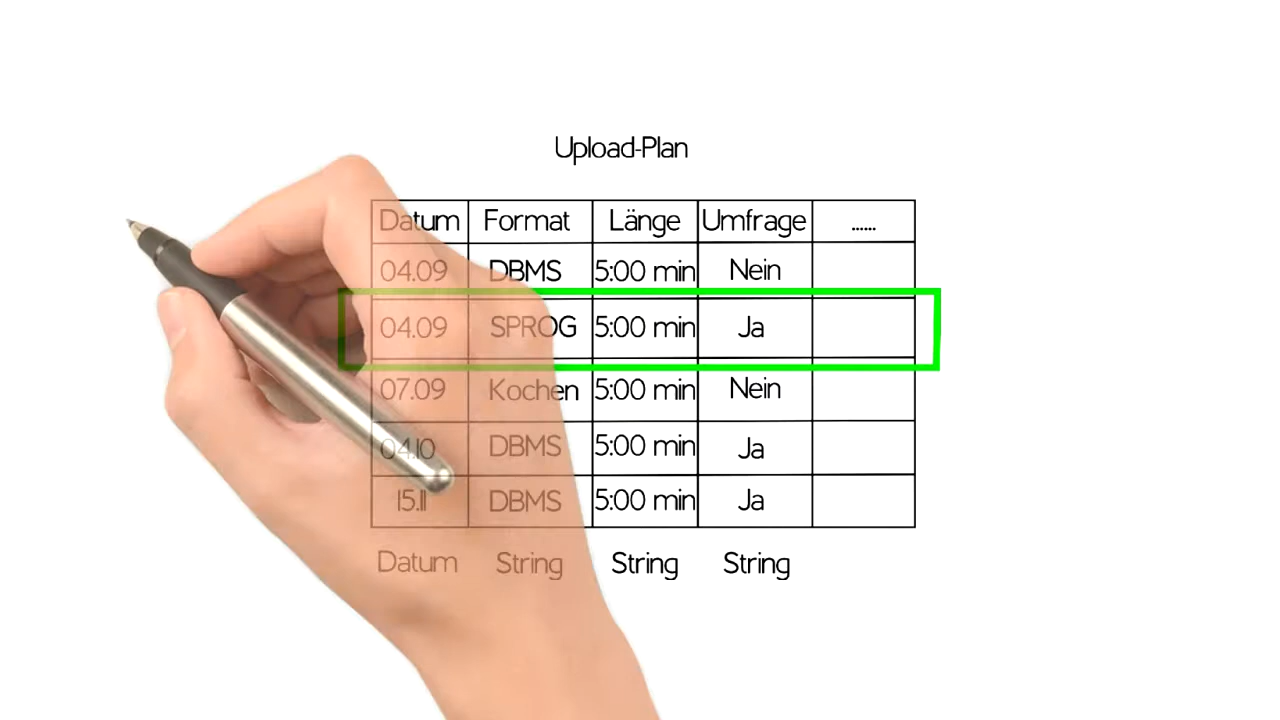 Upload-Plan
Datum Format Länge Umfrage ......
04.09 DBMS 5:00 min Nein
04.09 SPROG 5:00 min Ja
07.09 Kochen 5:00 min Nein
04.10 DBMS 5:00 min Ja
15.11 DBMS 5:00 min Ja
Datum String String String